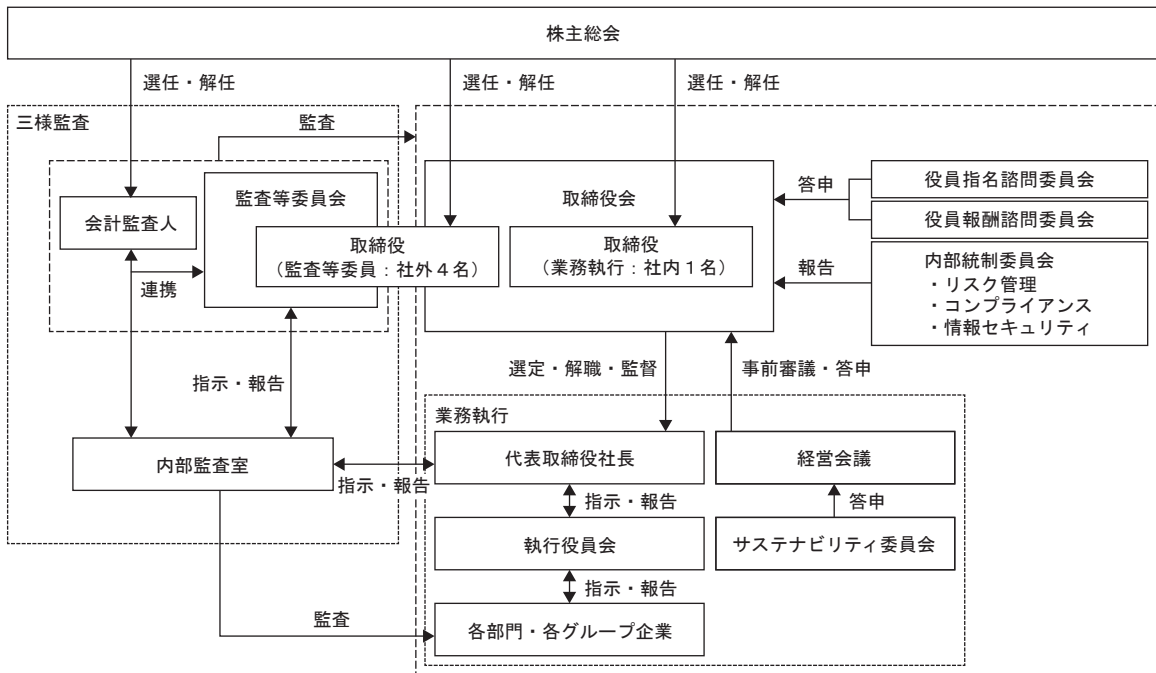 株主総会
選任・解任
選任・解任
選任・解任
三様監査
監査
会計監査人
監査等委員会
取締役
（監査等委員：社外４名）
連携
取締役会
取締役
（業務執行：社内１名）
答申
役員指名諮問委員会
役員報酬諮問委員会
報告
内部統制委員会
・リスク管理
・コンプライアンス
・情報セキュリティ
指示・報告
選定・解職・監督
事前審議・答申
業務執行
内部監査室
指示・報告
代表取締役社長
経営会議
指示・報告
答申
執行役員会
サステナビリティ委員会
指示・報告
監査
各部門・各グループ企業